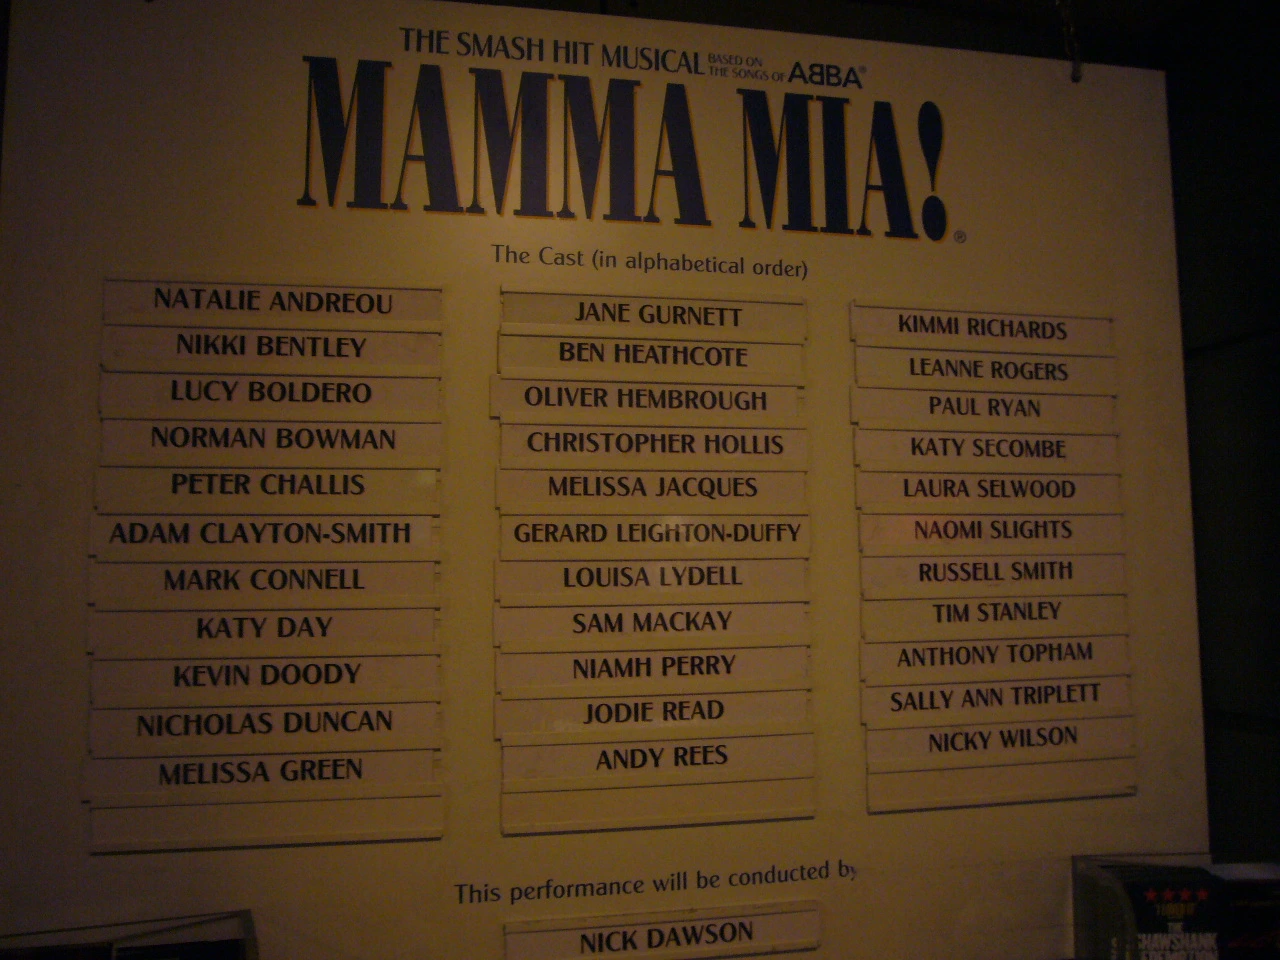 THE SMASH HIT MUSICAL BASED ON THE SONGS OF ABBA®
MAMMA MIA!®
The Cast (in alphabetical order)
NATALIE ANDREOU
NIKKI BENTLEY
LUCY BOLDERO
NORMAN BOWMAN
PETER CHALLIS
ADAM CLAYTON-SMITH
MARK CONNELL
KATY DAY
KEVIN DOODY
NICHOLAS DUNCAN
MELISSA GREEN
JANE GURNETT
BEN HEATHCOTE
OLIVER HEMBROUGH
CHRISTOPHER HOLLIS
MELISSA JACQUES
GERARD LEIGHTON-DUFFY
LOUISA LYDELL
SAM MACKAY
NIAMH PERRY
JODIE READ
ANDY REES
KIMMI RICHARDS
LEANNE ROGERS
PAUL RYAN
KATY SECOMBE
LAURA SELWOOD
NAOMI SLIGHTS
RUSSELL SMITH
TIM STANLEY
ANTHONY TOPHAM
SALLY ANN TRIPLETT
NICKY WILSON
This performance will be conducted by
NICK DAWSON
THE
SHAWSHANK